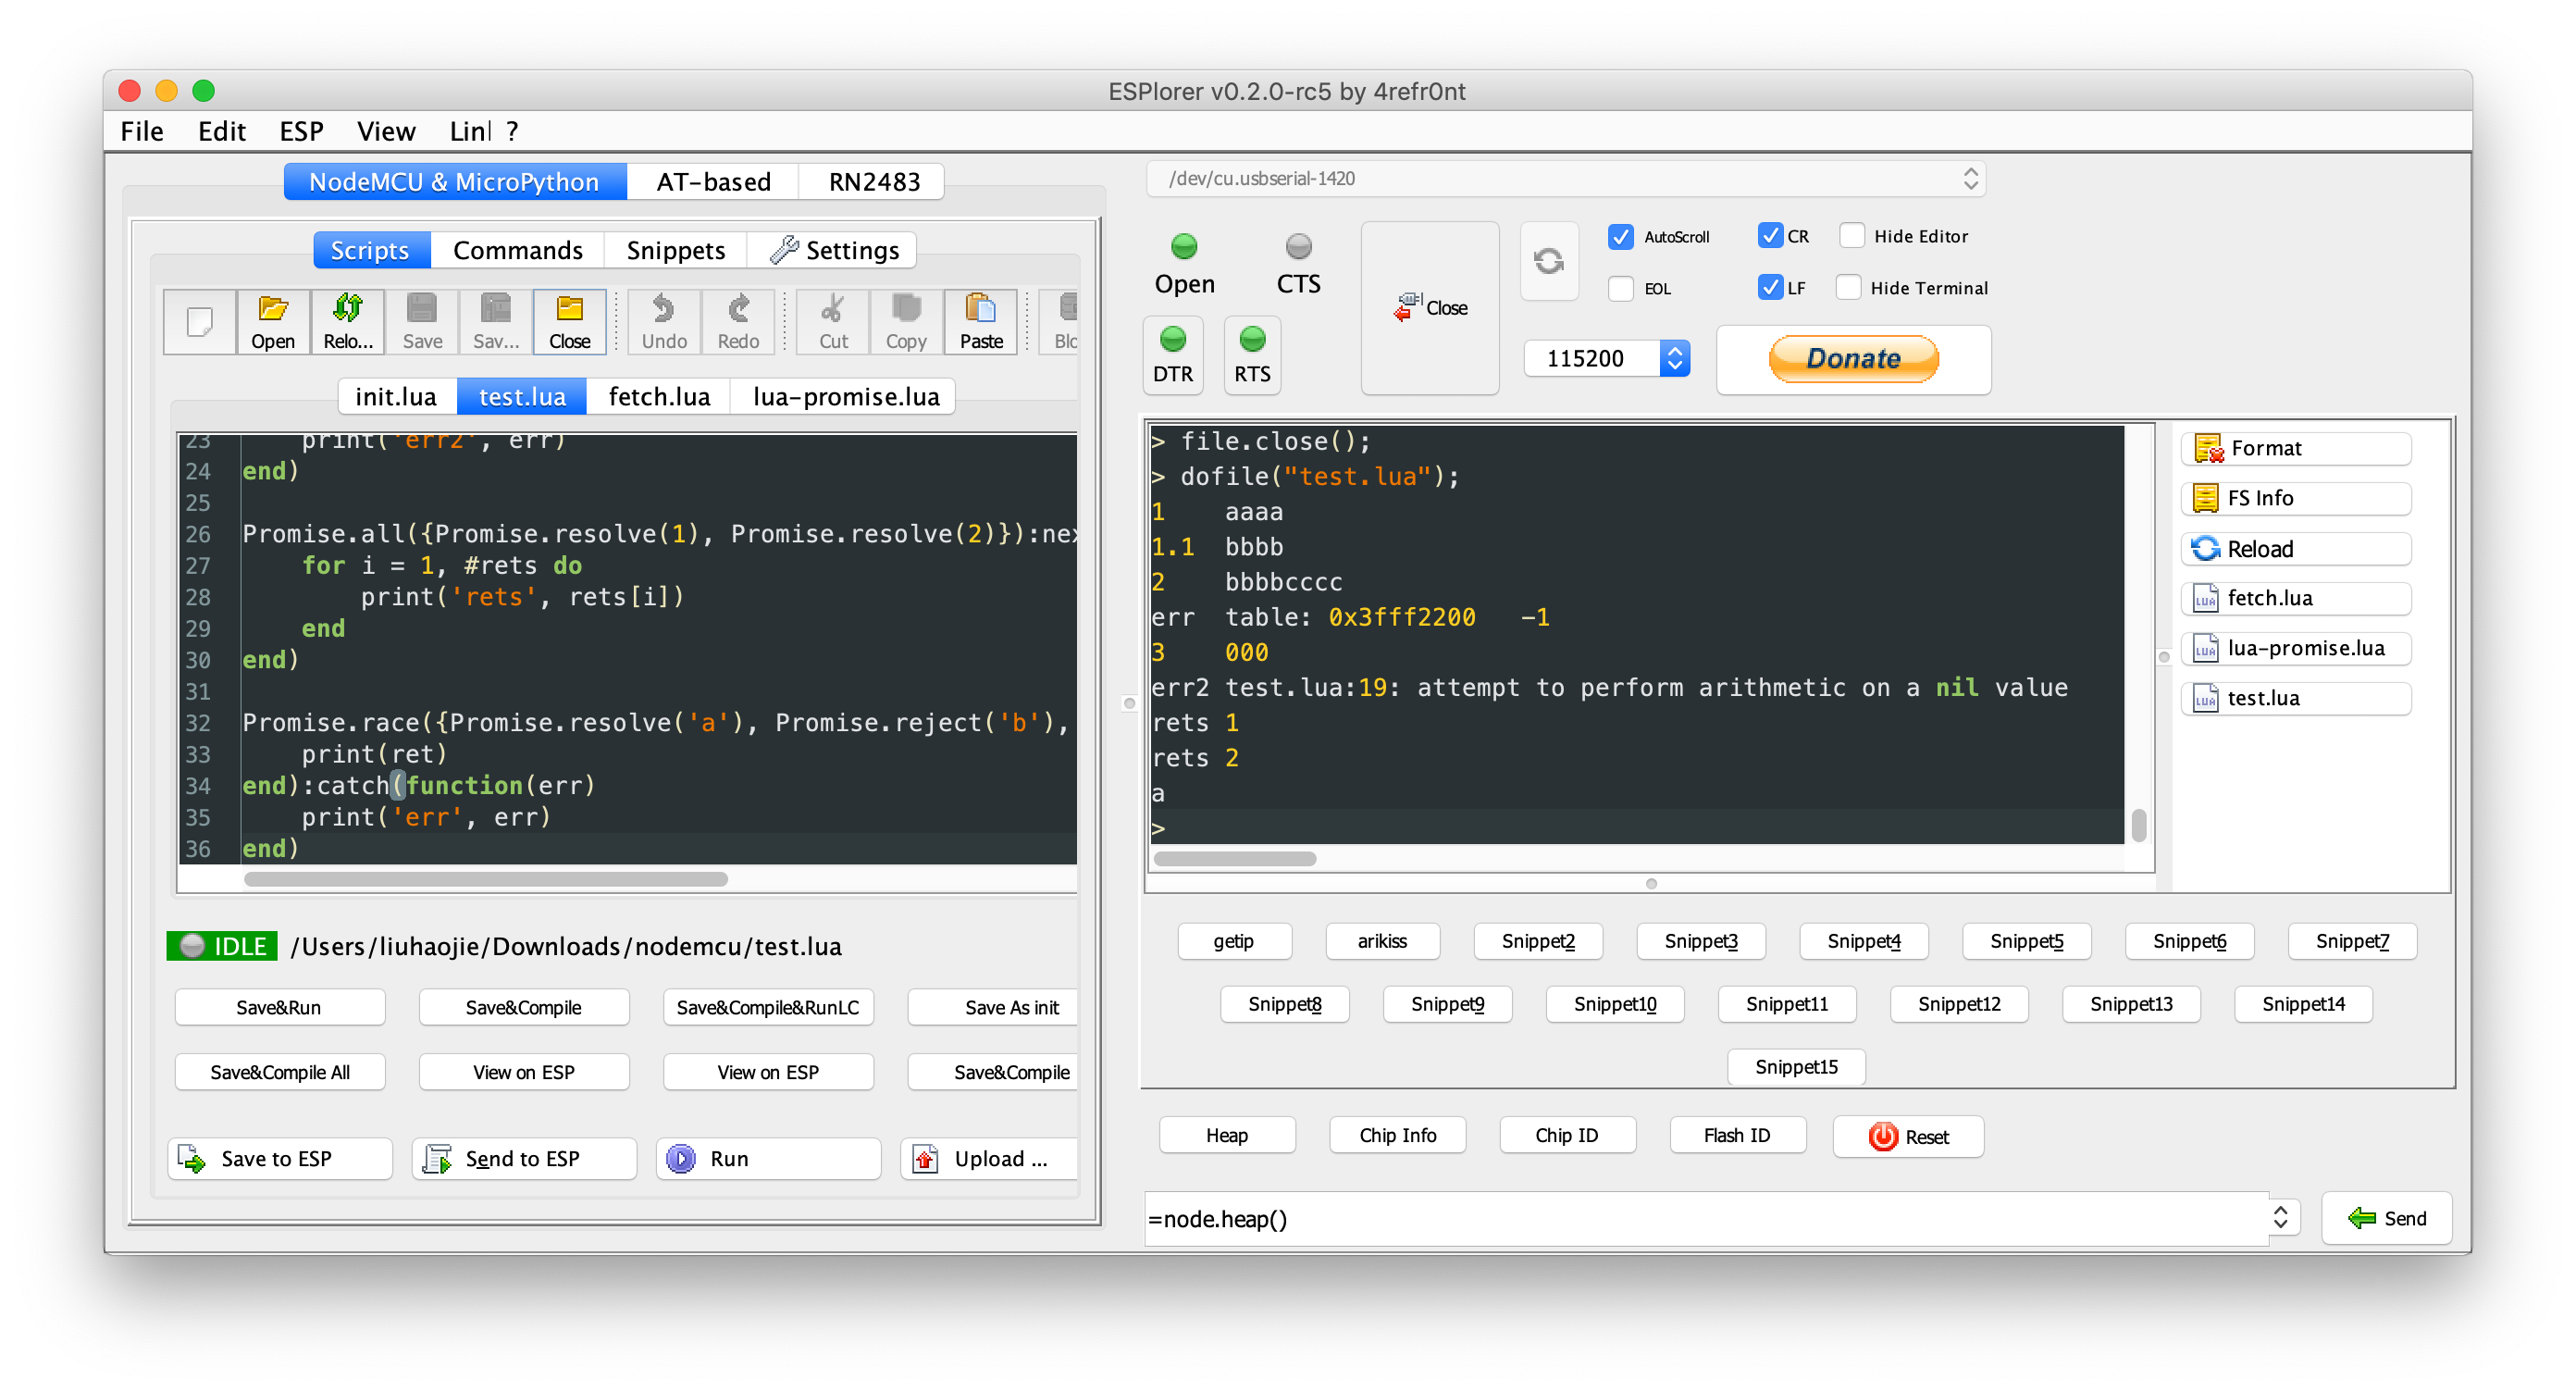 ESPlorer v0.2.0-rc5 by 4refr0nt
File Edit ESP View Lin ?
NodeMCU & MicroPython AT-based RN2483
Scripts Commands Snippets Settings
Open Relo... Save Sav... Close Undo Redo Cut Copy Paste Blo
init.lua test.lua fetch.lua lua-promise.lua
23 print('err2', err)
24 end)
25
26 Promise.all({Promise.resolve(1), Promise.resolve(2)}):nex
27 for i = 1, #rets do
28 print('rets', rets[i])
29 end
30 end)
31
32 Promise.race({Promise.resolve('a'), Promise.reject('b'),
33 print(ret)
34 end):catch(function(err)
35 print('err', err)
36 end)
IDLE /Users/liuhaojie/Downloads/nodemcu/test.lua
Save&Run Save&Compile Save&Compile&RunLC Save As init
Save&Compile All View on ESP View on ESP Save&Compile
Save to ESP Send to ESP Run Upload ...
/dev/cu.usbserial-1420
Open CTS Close AutoScroll CR Hide Editor
EOL LF Hide Terminal
DTR RTS 115200 Donate
> file.close();
> dofile("test.lua");
1 aaaa
1.1 bbbb
2 bbbbcccc
err table: 0x3fff2200 -1
3 000
err2 test.lua:19: attempt to perform arithmetic on a nil value
rets 1
rets 2
a
>
Format
FS Info
Reload
fetch.lua
lua-promise.lua
test.lua
getip arikiss Snippet2 Snippet3 Snippet4 Snippet5 Snippet6 Snippet7
Snippet8 Snippet9 Snippet10 Snippet11 Snippet12 Snippet13 Snippet14
Snippet15
Heap Chip Info Chip ID Flash ID Reset
=node.heap() Send